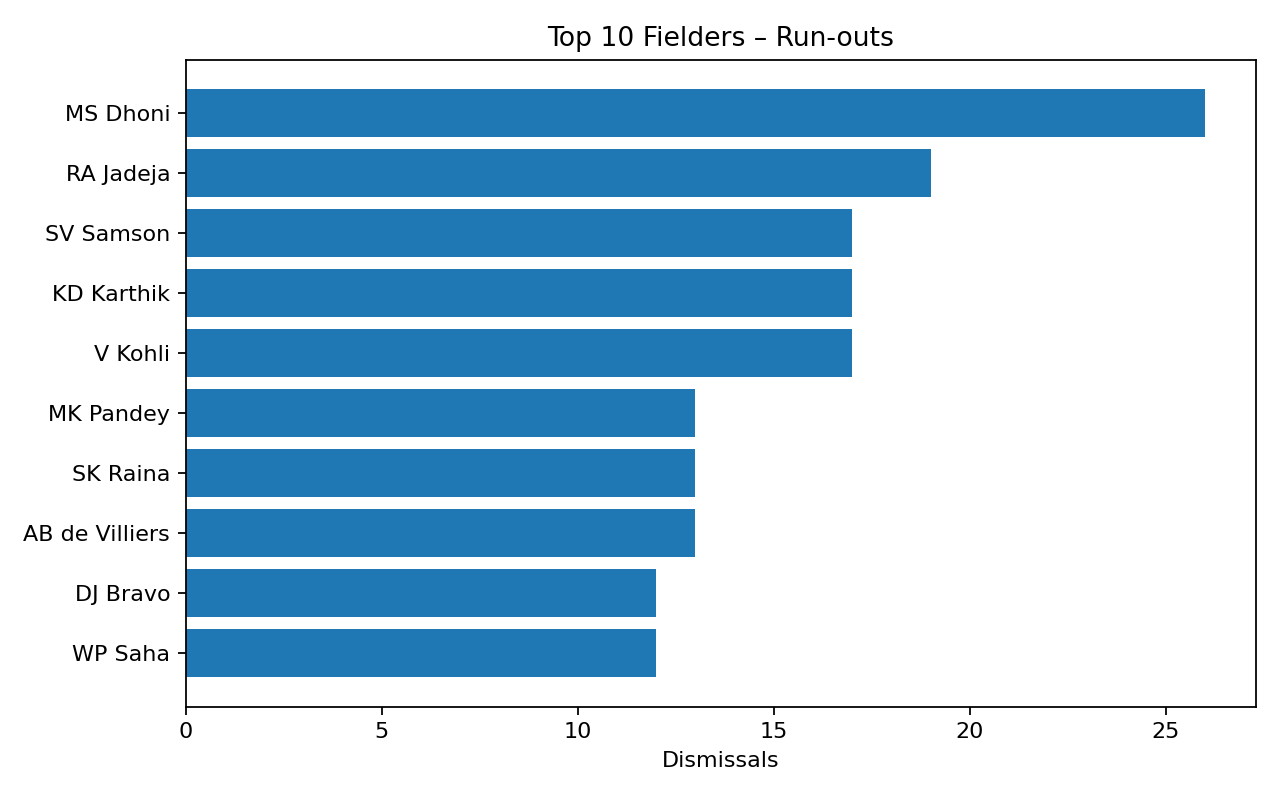 Top 10 Fielders – Run-outs
MS Dhoni
RA Jadeja
SV Samson
KD Karthik
V Kohli
MK Pandey
SK Raina
AB de Villiers
DJ Bravo
WP Saha
0 5 10 15 20 25
Dismissals